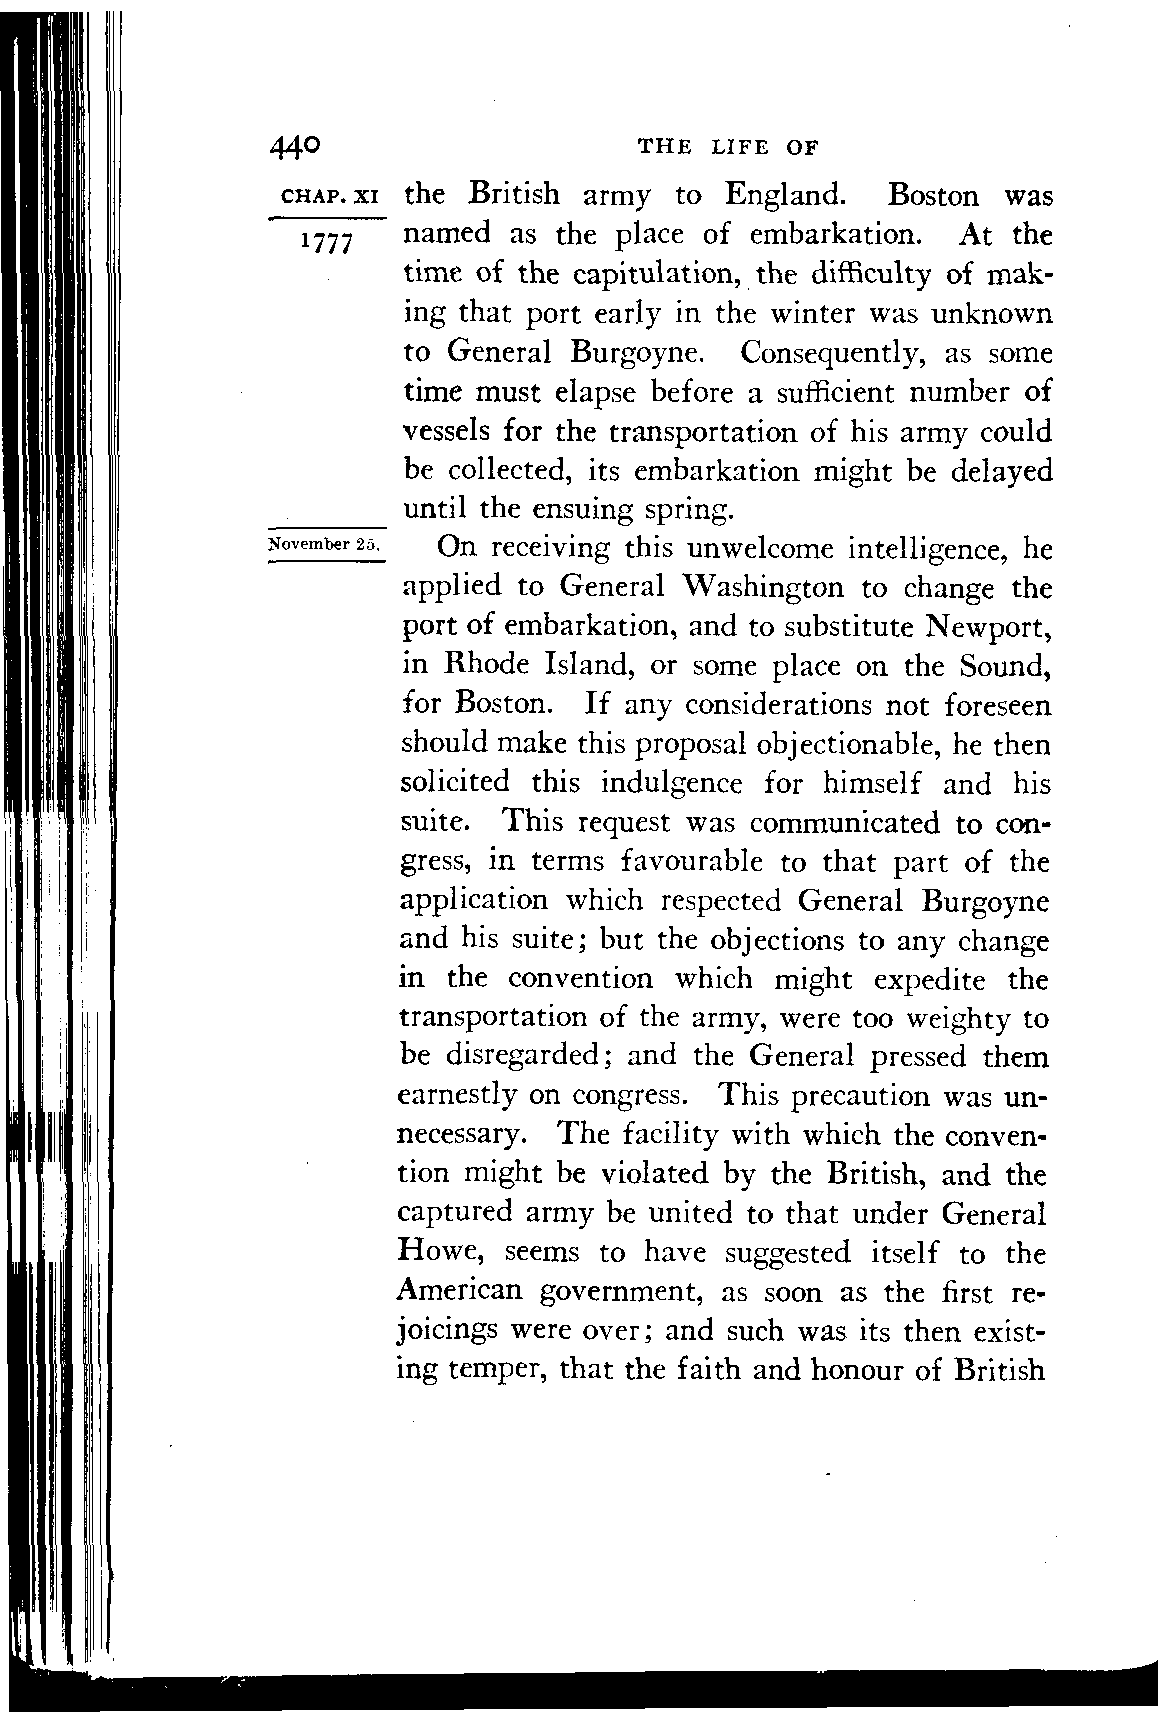 440 THE LIFE OF
CHAP. XI the British army to England. Boston was
1777 named as the place of embarkation. At the
time of the capitulation, the difficulty of mak-
ing that port early in the winter was unknown
to General Burgoyne. Consequently, as some
time must elapse before a sufficient number of
vessels for the transportation of his army could
be collected, its embarkation might be delayed
until the ensuing spring.
November 25. On receiving this unwelcome intelligence, he
applied to General Washington to change the
port of embarkation, and to substitute Newport,
in Rhode Island, or some place on the Sound,
for Boston. If any considerations not foreseen
should make this proposal objectionable, he then
solicited this indulgence for himself and his
suite. This request was communicated to con-
gress, in terms favourable to that part of the
application which respected General Burgoyne
and his suite; but the objections to any change
in the convention which might expedite the
transportation of the army, were too weighty to
be disregarded; and the General pressed them
earnestly on congress. This precaution was un-
necessary. The facility with which the conven-
tion might be violated by the British, and the
captured army be united to that under General
Howe, seems to have suggested itself to the
American government, as soon as the first re-
joicings were over; and such was its then exist-
ing temper, that the faith and honour of British